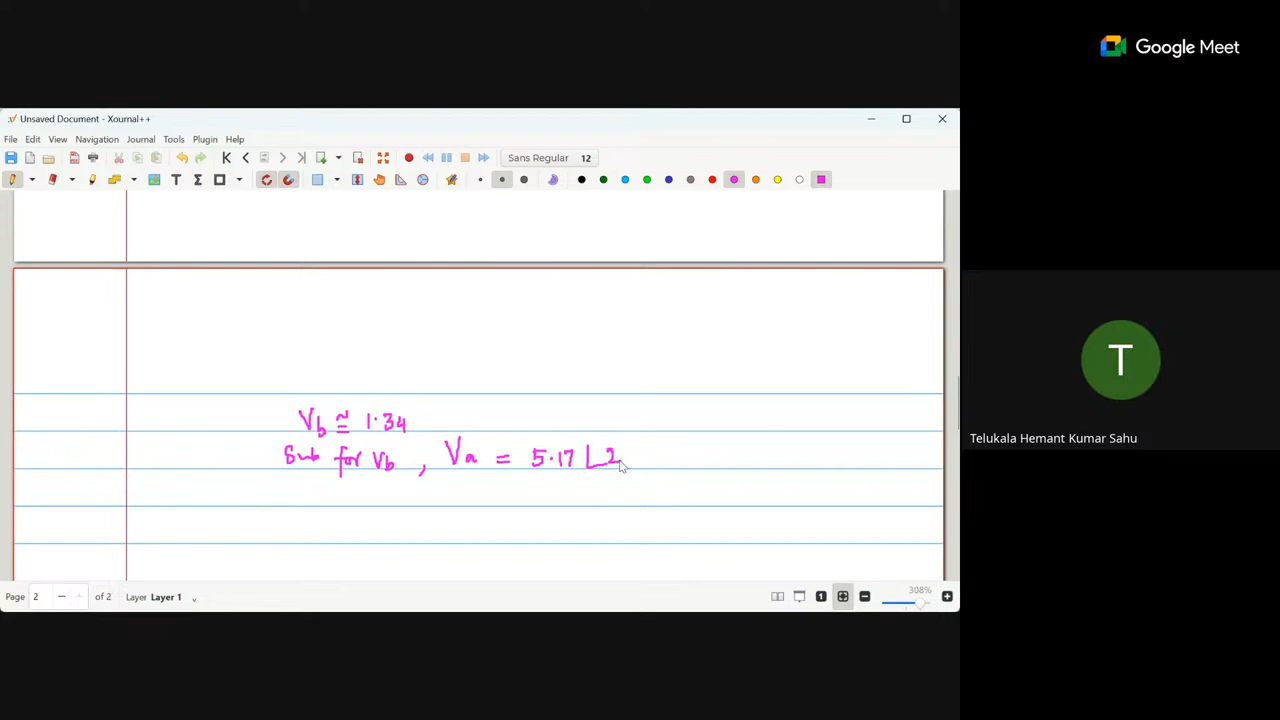 Google Meet
Unsaved Document - Xournal++
File Edit View Navigation Journal Tools Plugin Help
Sans Regular 12
Vb ≅ 1.34
Sub for Vb , Va = 5.17 ∠2
Telukala Hemant Kumar Sahu
T
Page 2 of 2 Layer Layer 1
308%